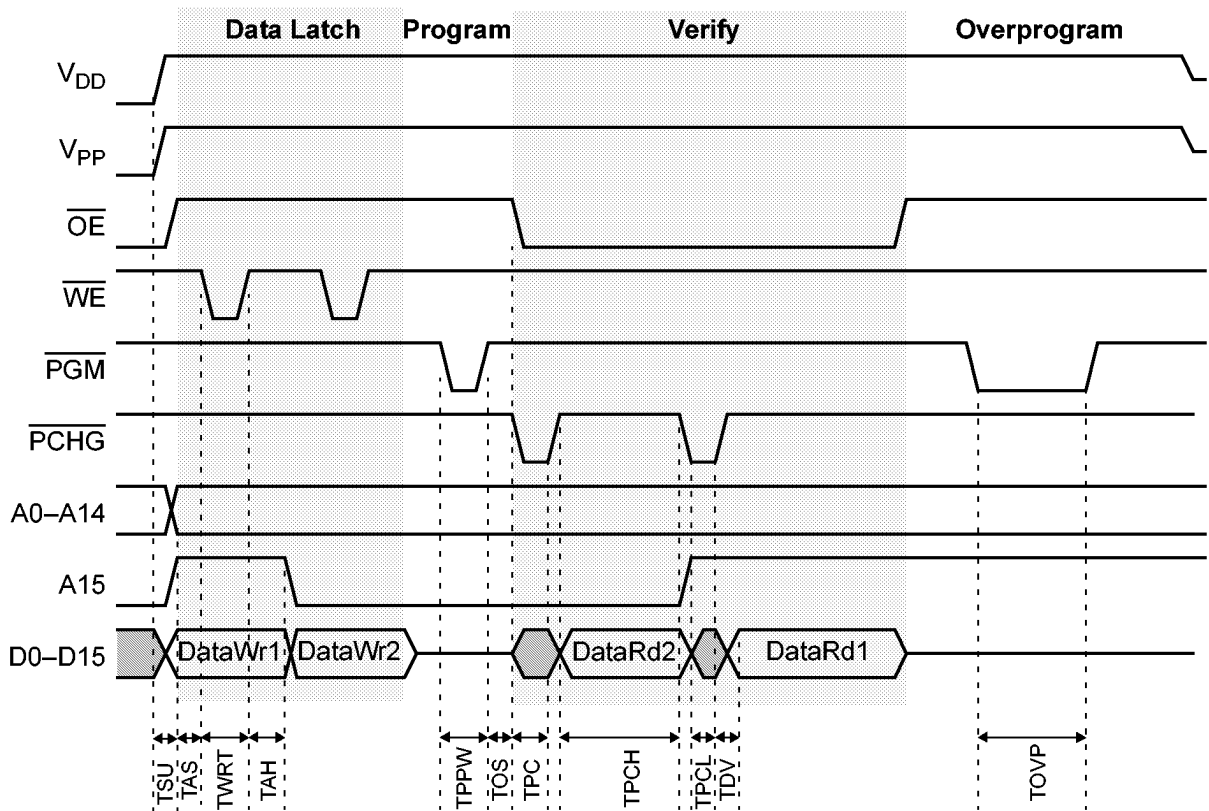 Data Latch Program Verify Overprogram
VDD
VPP
OE
WE
PGM
PCHG
A0–A14
A15
D0–D15 DataWr1 DataWr2 DataRd2 DataRd1
TSU TAS TWRT TAH TPPW TOS TPC TPCH TPCL TDV TOVP